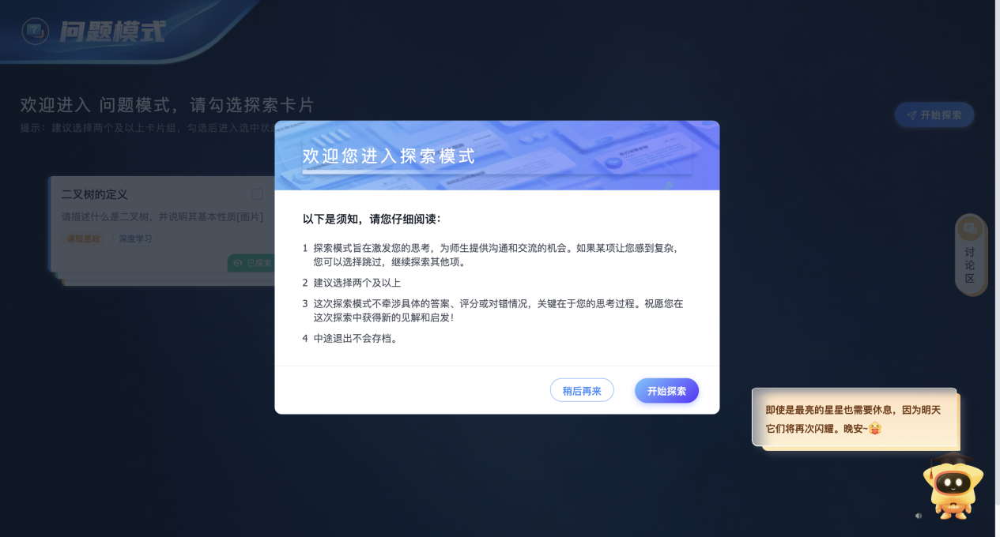 问题模式
欢迎进入 问题模式，请勾选探索卡片
提示：建议选择两个及以上卡片组，勾选后进入选中状
开始探索
二叉树的定义
请描述什么是二叉树，并说明其基本性质[图片]
课程思政 深度学习
已探索
欢迎您进入探索模式
以下是须知，请您仔细阅读：
1 探索模式旨在激发您的思考，为师生提供沟通和交流的机会。如果某项让您感到复杂，
您可以选择跳过，继续探索其他项。
2 建议选择两个及以上
3 这次探索模式不牵涉具体的答案、评分或对错情况，关键在于您的思考过程。祝愿您在
这次探索中获得新的见解和启发！
4 中途退出不会存档。
稍后再来 开始探索
讨论区
即使是最亮的星星也需要休息，因为明天
它们将再次闪耀。晚安~